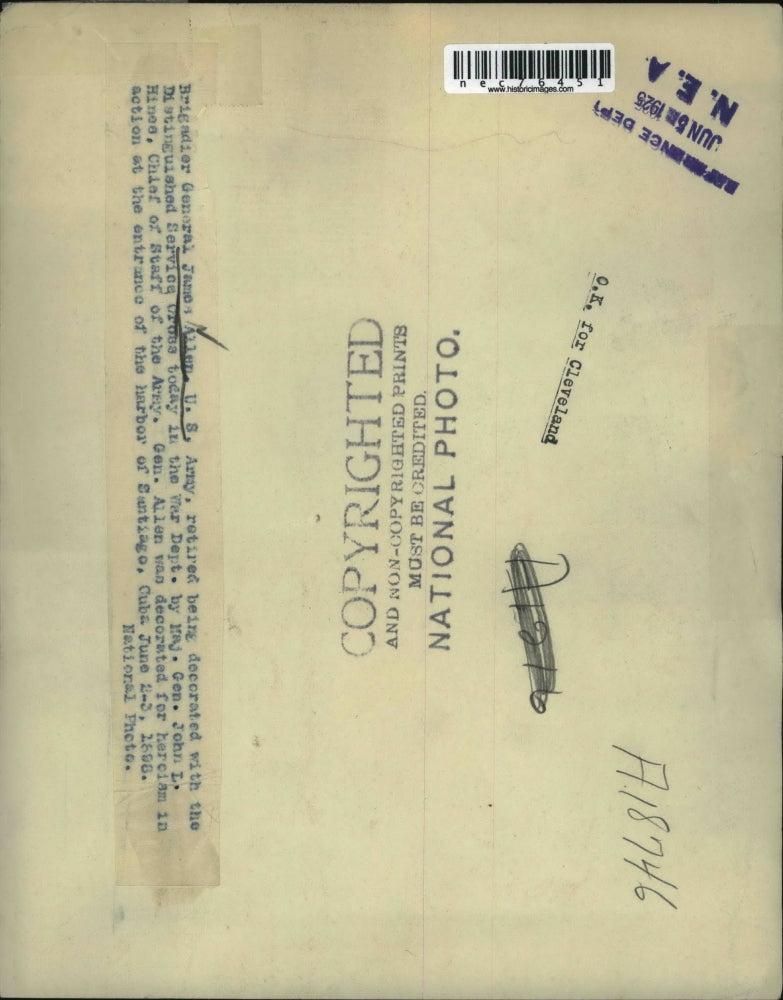 nec76451
www.historicimages.com
REFERENCE DEPT
JUN 5 1925
N. E. A.
O.K. for Cleveland
COPYRIGHTED
AND NON-COPYRIGHTED PRINTS
MUST BE CREDITED.
NATIONAL PHOTO.
A18746
Brigadier General James Allen, U. S. Army, retired being decorated with the
Distinguished Service Cross today in the War Dept. by Maj. Gen. John L.
Hines, Chief of Staff of the Army. Gen. Allen was decorated for heroism in
action at the entrance of the harbor of Santiago, Cuba June 2-3, 1898.
National Photo.